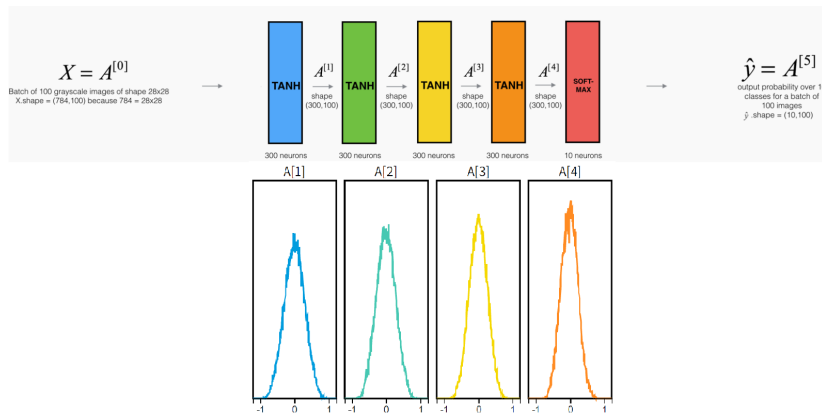 X = A^[0]
Batch of 100 grayscale images of shape 28x28
X.shape = (784,100) because 784 = 28x28
TANH
300 neurons
A^[1]
shape
(300,100)
TANH
300 neurons
A^[2]
shape
(300,100)
TANH
300 neurons
A^[3]
shape
(300,100)
TANH
300 neurons
A^[4]
shape
(300,100)
SOFT-
MAX
10 neurons
ŷ = A^[5]
output probability over 1
classes for a batch of
100 images
ŷ .shape = (10,100)
A[1]
A[2]
A[3]
A[4]
-1 0 1
-1 0 1
-1 0 1
-1 0 1